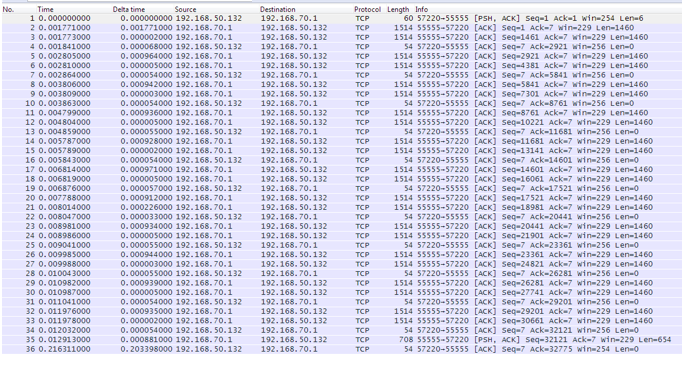 No. Time Delta time Source Destination Protocol Length Info
1 0.000000000 0.000000000 192.168.50.132 192.168.70.1 TCP 60 57220→55555 [PSH, ACK] Seq=1 Ack=1 Win=254 Len=6
2 0.001771000 0.001771000 192.168.50.132 192.168.70.1 TCP 1514 55555→57220 [ACK] Seq=1 Ack=7 Win=229 Len=1460
3 0.001773000 0.000002000 192.168.50.132 192.168.70.1 TCP 1514 55555→57220 [ACK] Seq=1461 Ack=7 Win=229 Len=1460
4 0.001841000 0.000068000 192.168.50.132 192.168.70.1 TCP 54 57220→55555 [ACK] Seq=7 Ack=2921 Win=256 Len=0
5 0.002805000 0.000964000 192.168.50.132 192.168.70.1 TCP 1514 55555→57220 [ACK] Seq=2921 Ack=7 Win=229 Len=1460
6 0.002810000 0.000005000 192.168.50.132 192.168.70.1 TCP 1514 55555→57220 [ACK] Seq=4381 Ack=7 Win=229 Len=1460
7 0.002864000 0.000054000 192.168.50.132 192.168.70.1 TCP 54 57220→55555 [ACK] Seq=7 Ack=5841 Win=256 Len=0
8 0.003806000 0.000942000 192.168.50.132 192.168.70.1 TCP 1514 55555→57220 [ACK] Seq=5841 Ack=7 Win=229 Len=1460
9 0.003809000 0.000003000 192.168.50.132 192.168.70.1 TCP 1514 55555→57220 [ACK] Seq=7301 Ack=7 Win=229 Len=1460
10 0.003863000 0.000054000 192.168.50.132 192.168.70.1 TCP 54 57220→55555 [ACK] Seq=7 Ack=8761 Win=256 Len=0
11 0.004799000 0.000936000 192.168.50.132 192.168.70.1 TCP 1514 55555→57220 [ACK] Seq=8761 Ack=7 Win=229 Len=1460
12 0.004804000 0.000005000 192.168.50.132 192.168.70.1 TCP 1514 55555→57220 [ACK] Seq=10221 Ack=7 Win=229 Len=1460
13 0.004859000 0.000055000 192.168.50.132 192.168.70.1 TCP 54 57220→55555 [ACK] Seq=7 Ack=11681 Win=256 Len=0
14 0.005787000 0.000928000 192.168.50.132 192.168.70.1 TCP 1514 55555→57220 [ACK] Seq=11681 Ack=7 Win=229 Len=1460
15 0.005789000 0.000002000 192.168.50.132 192.168.70.1 TCP 1514 55555→57220 [ACK] Seq=13141 Ack=7 Win=229 Len=1460
16 0.005843000 0.000054000 192.168.50.132 192.168.70.1 TCP 54 57220→55555 [ACK] Seq=7 Ack=14601 Win=256 Len=0
17 0.006814000 0.000971000 192.168.50.132 192.168.70.1 TCP 1514 55555→57220 [ACK] Seq=14601 Ack=7 Win=229 Len=1460
18 0.006819000 0.000005000 192.168.50.132 192.168.70.1 TCP 1514 55555→57220 [ACK] Seq=16061 Ack=7 Win=229 Len=1460
19 0.006876000 0.000057000 192.168.50.132 192.168.70.1 TCP 54 57220→55555 [ACK] Seq=7 Ack=17521 Win=256 Len=0
20 0.007788000 0.000912000 192.168.50.132 192.168.70.1 TCP 1514 55555→57220 [ACK] Seq=17521 Ack=7 Win=229 Len=1460
21 0.008014000 0.000226000 192.168.50.132 192.168.70.1 TCP 1514 55555→57220 [ACK] Seq=18981 Ack=7 Win=229 Len=1460
22 0.008047000 0.000033000 192.168.50.132 192.168.70.1 TCP 54 57220→55555 [ACK] Seq=7 Ack=20441 Win=256 Len=0
23 0.008981000 0.000934000 192.168.50.132 192.168.70.1 TCP 1514 55555→57220 [ACK] Seq=20441 Ack=7 Win=229 Len=1460
24 0.008986000 0.000005000 192.168.50.132 192.168.70.1 TCP 1514 55555→57220 [ACK] Seq=21901 Ack=7 Win=229 Len=1460
25 0.009041000 0.000055000 192.168.50.132 192.168.70.1 TCP 54 57220→55555 [ACK] Seq=7 Ack=23361 Win=256 Len=0
26 0.009985000 0.000944000 192.168.50.132 192.168.70.1 TCP 1514 55555→57220 [ACK] Seq=23361 Ack=7 Win=229 Len=1460
27 0.009988000 0.000003000 192.168.50.132 192.168.70.1 TCP 1514 55555→57220 [ACK] Seq=24821 Ack=7 Win=229 Len=1460
28 0.010043000 0.000055000 192.168.50.132 192.168.70.1 TCP 54 57220→55555 [ACK] Seq=7 Ack=26281 Win=256 Len=0
29 0.010982000 0.000939000 192.168.50.132 192.168.70.1 TCP 1514 55555→57220 [ACK] Seq=26281 Ack=7 Win=229 Len=1460
30 0.010987000 0.000005000 192.168.50.132 192.168.70.1 TCP 1514 55555→57220 [ACK] Seq=27741 Ack=7 Win=229 Len=1460
31 0.011041000 0.000054000 192.168.50.132 192.168.70.1 TCP 54 57220→55555 [ACK] Seq=7 Ack=29201 Win=256 Len=0
32 0.011976000 0.000935000 192.168.50.132 192.168.70.1 TCP 1514 55555→57220 [ACK] Seq=29201 Ack=7 Win=229 Len=1460
33 0.011978000 0.000002000 192.168.50.132 192.168.70.1 TCP 1514 55555→57220 [ACK] Seq=30661 Ack=7 Win=229 Len=1460
34 0.012032000 0.000054000 192.168.50.132 192.168.70.1 TCP 54 57220→55555 [ACK] Seq=7 Ack=32121 Win=256 Len=0
35 0.012913000 0.000881000 192.168.50.132 192.168.70.1 TCP 708 55555→57220 [PSH, ACK] Seq=32121 Ack=7 Win=229 Len=654
36 0.216311000 0.203398000 192.168.50.132 192.168.70.1 TCP 54 57220→55555 [ACK] Seq=7 Ack=32775 Win=254 Len=0